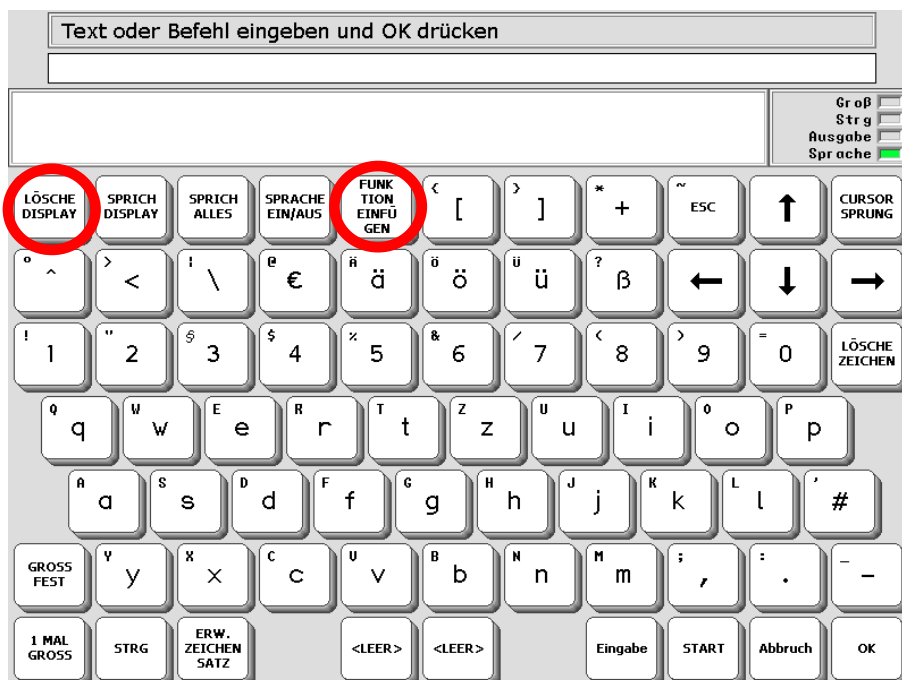 Text oder Befehl eingeben und OK drücken
Groß
Strg
Ausgabe
Sprache
LÖSCHE
DISPLAY
SPRICH
DISPLAY
SPRICH
ALLES
SPRACHE
EIN/AUS
FUNK
TION
EINFÜ
GEN
{
[
}
]
*
+
~
ESC
↑
CURSOR
SPRUNG
°
^
>
<
¦
\
@
€
Ä
ä
Ö
ö
Ü
ü
?
ß
←
↓
→
!
1
"
2
§
3
$
4
%
5
&
6
/
7
(
8
)
9
=
0
LÖSCHE
ZEICHEN
Q
q
W
w
E
e
R
r
T
t
Z
z
U
u
I
i
O
o
P
p
A
a
S
s
D
d
F
f
G
g
H
h
J
j
K
k
L
l
'
#
GROSS
FEST
Y
y
X
x
C
c
V
v
B
b
N
n
M
m
;
,
:
.
_
-
1 MAL
GROSS
STRG
ERW.
ZEICHEN
SATZ
<LEER>
<LEER>
Eingabe
START
Abbruch
OK